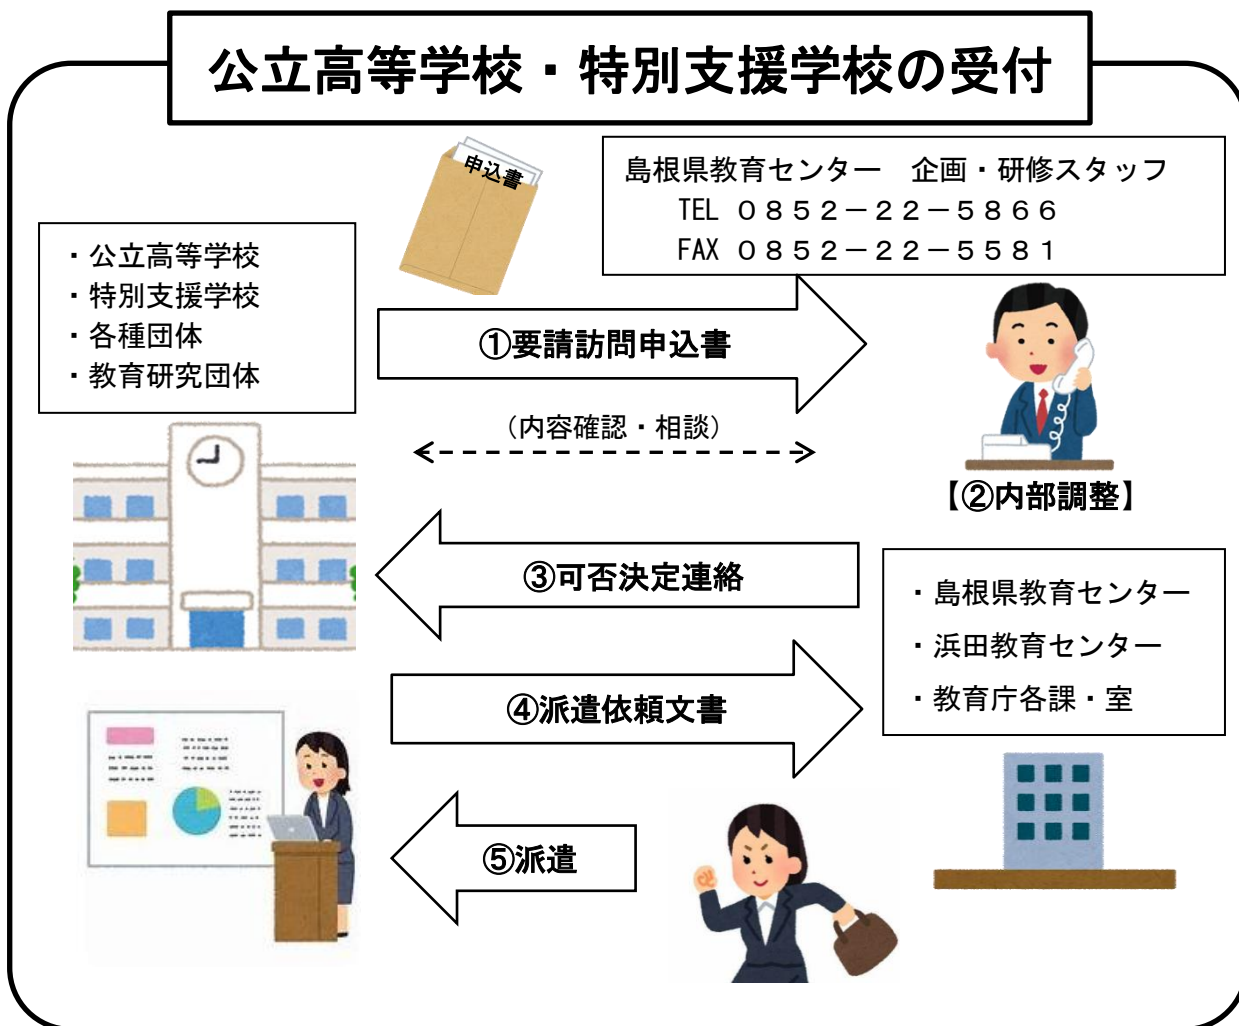 公立高等学校・特別支援学校の受付
申込書
島根県教育センター　企画・研修スタッフ
TEL ０８５２－２２－５８６６
FAX ０８５２－２２－５５８１
・公立高等学校
・特別支援学校
・各種団体
・教育研究団体
①要請訪問申込書
（内容確認・相談）
【②内部調整】
③可否決定連絡
・島根県教育センター
・浜田教育センター
・教育庁各課・室
④派遣依頼文書
⑤派遣